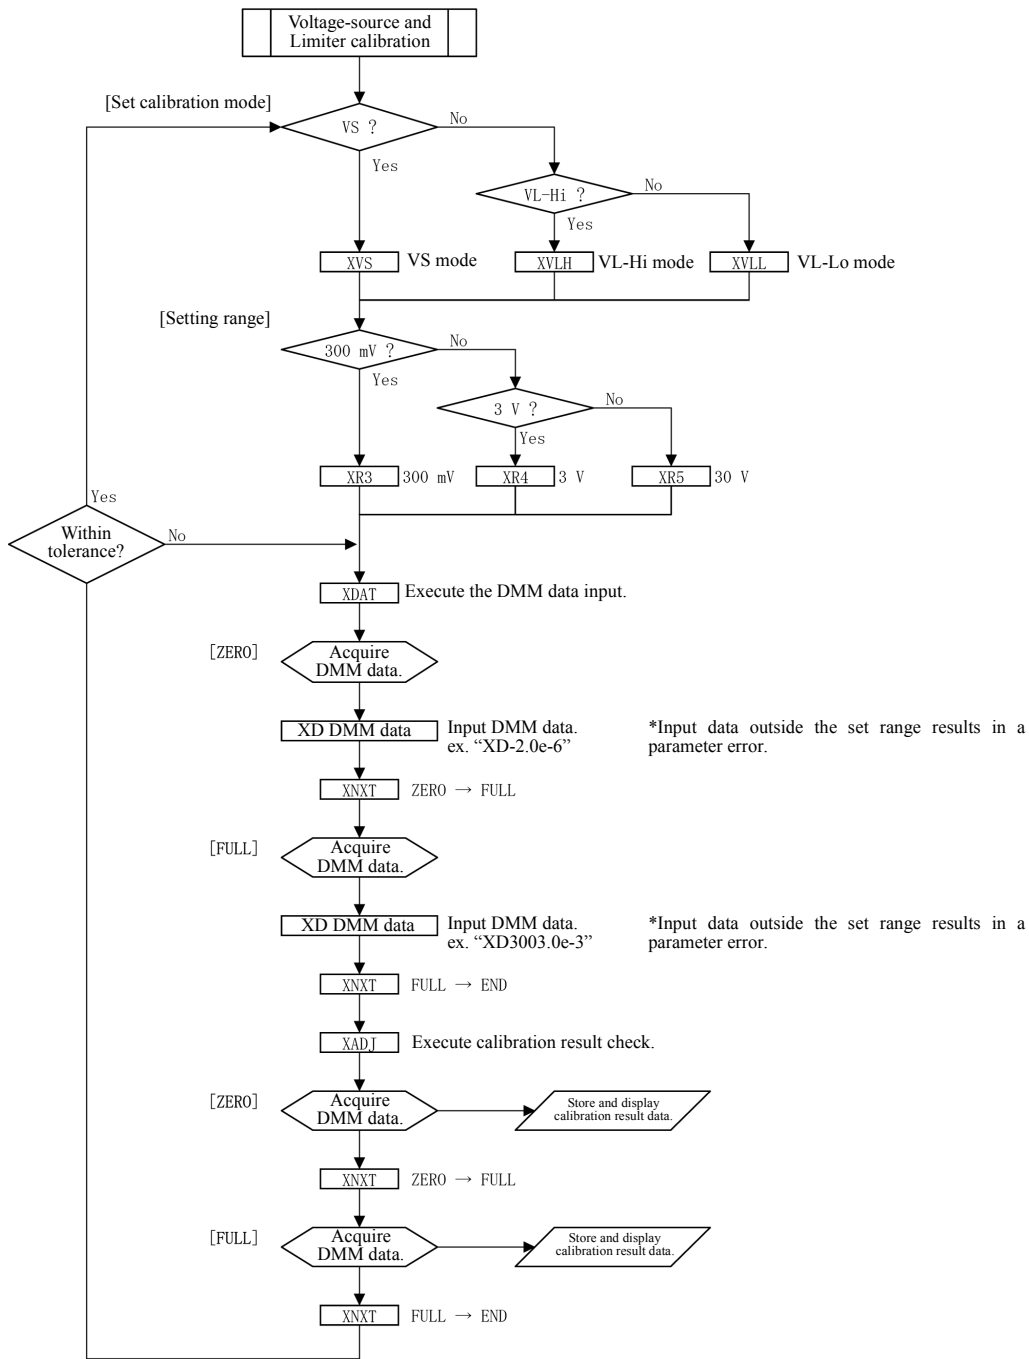 Voltage-source and
Limiter calibration
[Set calibration mode]
VS ?
No
Yes
VL-Hi ?
No
Yes
XVS
VS mode
XVLH
VL-Hi mode
XVLL
VL-Lo mode
[Setting range]
300 mV ?
No
Yes
3 V ?
No
Yes
XR3
300 mV
XR4
3 V
XR5
30 V
Yes
Within
tolerance?
No
XDAT
Execute the DMM data input.
[ZERO]
Acquire
DMM data.
XD DMM data
Input DMM data.
ex. “XD-2.0e-6”
*Input data outside the set range results in a
parameter error.
XNXT
ZERO → FULL
[FULL]
Acquire
DMM data.
XD DMM data
Input DMM data.
ex. “XD3003.0e-3”
*Input data outside the set range results in a
parameter error.
XNXT
FULL → END
XADJ
Execute calibration result check.
[ZERO]
Acquire
DMM data.
Store and display
calibration result data.
XNXT
ZERO → FULL
[FULL]
Acquire
DMM data.
Store and display
calibration result data.
XNXT
FULL → END